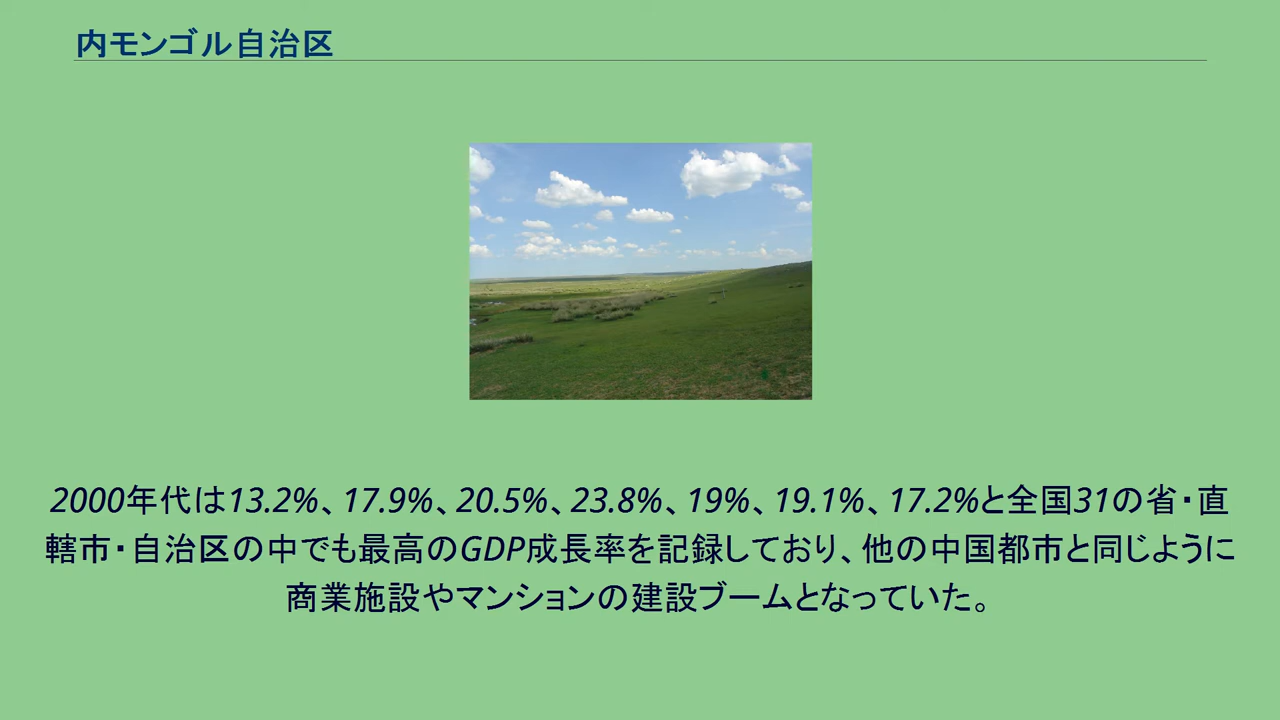 内モンゴル自治区
2000年代は13.2%、17.9%、20.5%、23.8%、19%、19.1%、17.2%と全国31の省・直
轄市・自治区の中でも最高のGDP成長率を記録しており、他の中国都市と同じように
商業施設やマンションの建設ブームとなっていた。